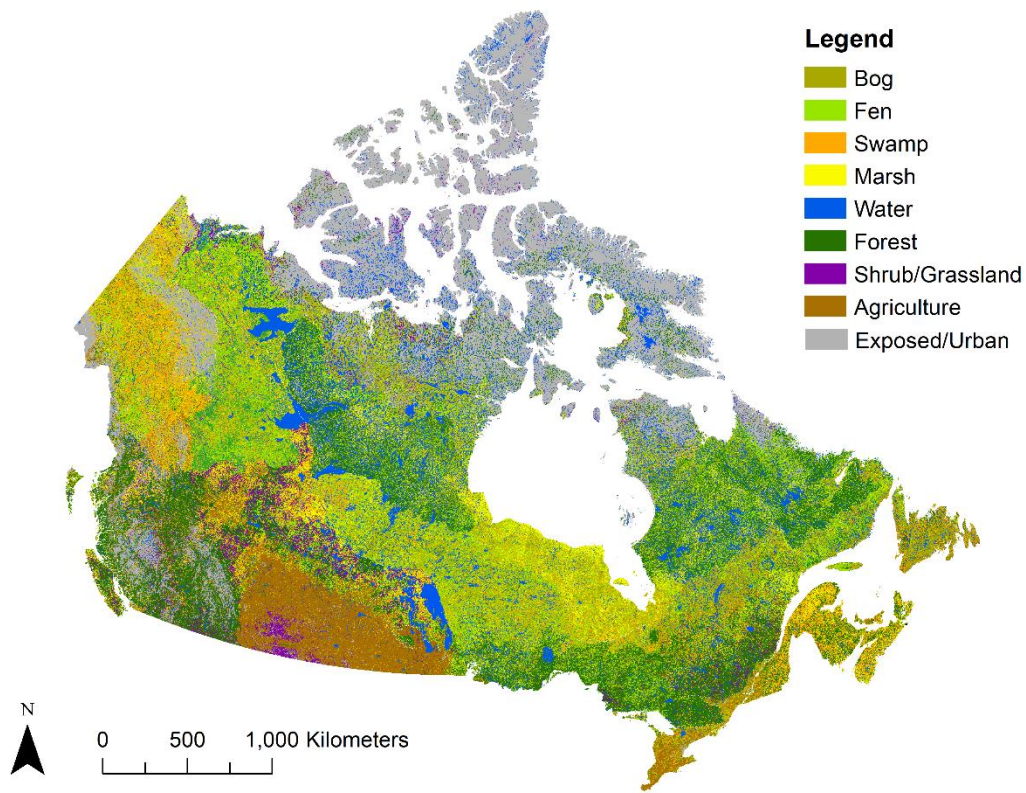 Legend
Bog
Fen
Swamp
Marsh
Water
Forest
Shrub/Grassland
Agriculture
Exposed/Urban
N
0 500 1,000 Kilometers